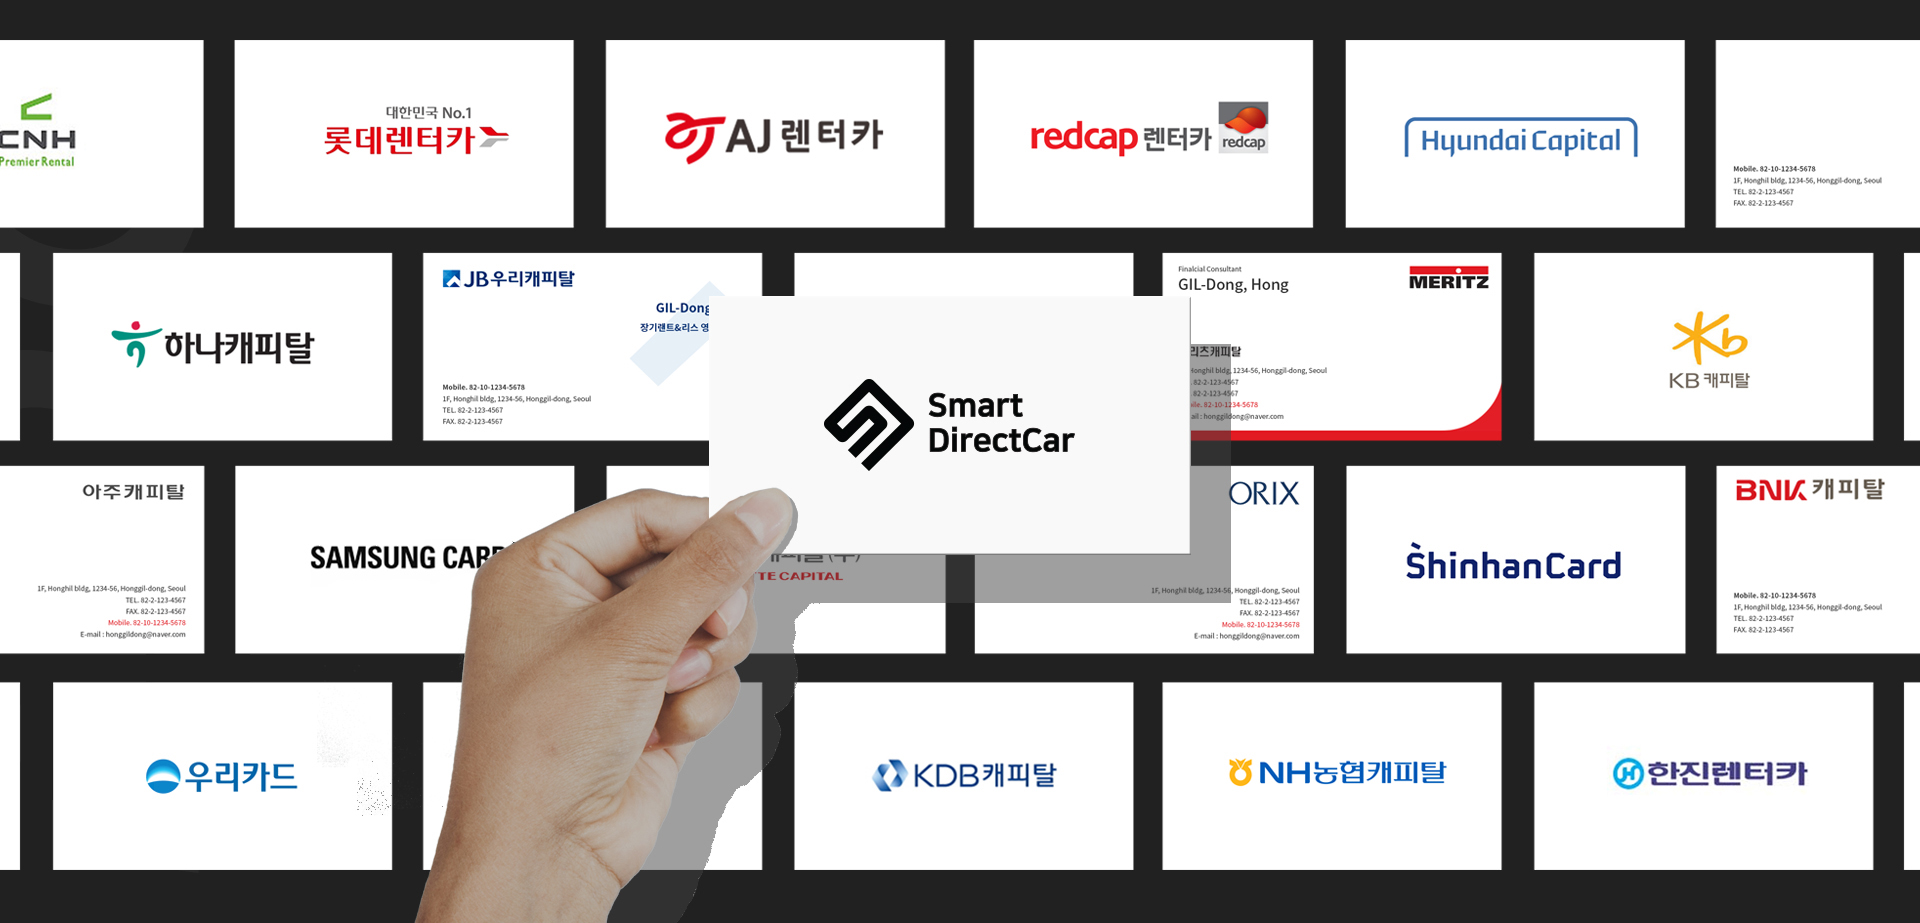 CNH
Premier Rental
대한민국 No.1
롯데렌터카
AJ 렌터카
redcap 렌터카
redcap
Hyundai Capital
Mobile. 82-10-1234-5678
1F, Honghil bldg, 1234-56, Honggil-dong, Seoul
TEL. 82-2-123-4567
FAX. 82-2-123-4567
하나캐피탈
JB우리캐피탈
GIL-Dong
장기랜트&리스 영
Mobile. 82-10-1234-5678
1F, Honghil bldg, 1234-56, Honggil-dong, Seoul
TEL. 82-2-123-4567
FAX. 82-2-123-4567
Smart
DirectCar
Finalcial Consultant
GIL-Dong, Hong
MERITZ
리츠캐피탈
Honghil bldg, 1234-56, Honggil-dong, Seoul
82-2-123-4567
82-2-123-4567
82-10-1234-5678
: honggildong@naver.com
KB 캐피탈
아주캐피탈
1F, Honghil bldg, 1234-56, Honggil-dong, Seoul
TEL. 82-2-123-4567
FAX. 82-2-123-4567
Mobile. 82-10-1234-5678
E-mail : honggildong@naver.com
SAMSUNG CARD
캐피탈(주)
TE CAPITAL
ORIX
1F, Honghil bldg, 1234-56, Honggil-dong, Seoul
TEL. 82-2-123-4567
FAX. 82-2-123-4567
Mobile. 82-10-1234-5678
E-mail : honggildong@naver.com
ShinhanCard
BNK 캐피탈
Mobile. 82-10-1234-5678
1F, Honghil bldg, 1234-56, Honggil-dong, Seoul
TEL. 82-2-123-4567
FAX. 82-2-123-4567
우리카드
KDB캐피탈
NH농협캐피탈
한진렌터카